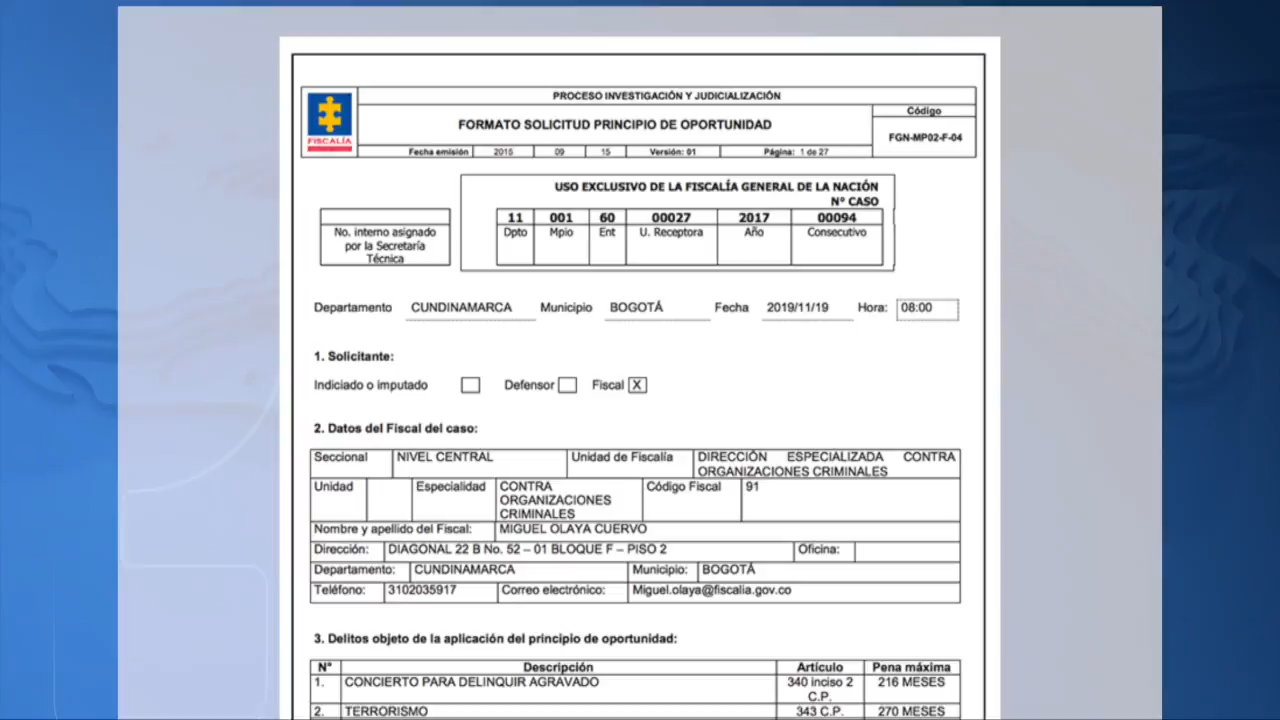 PROCESO INVESTIGACIÓN Y JUDICIALIZACIÓN
FISCALÍA
FORMATO SOLICITUD PRINCIPIO DE OPORTUNIDAD
Código
FGN-MP02-F-04
Fecha emisión 2015 09 15 Versión: 01 Página: 1 de 27
USO EXCLUSIVO DE LA FISCALÍA GENERAL DE LA NACIÓN
N° CASO
11 001 60 00027 2017 00094
Dpto Mpio Ent U. Receptora Año Consecutivo
No. interno asignado
por la Secretaría
Técnica
Departamento CUNDINAMARCA Municipio BOGOTÁ Fecha 2019/11/19 Hora: 08:00
1. Solicitante:
Indiciado o imputado Defensor Fiscal X
2. Datos del Fiscal del caso:
Seccional NIVEL CENTRAL Unidad de Fiscalía DIRECCIÓN ESPECIALIZADA CONTRA
ORGANIZACIONES CRIMINALES
Unidad Especialidad CONTRA
ORGANIZACIONES
CRIMINALES
Código Fiscal 91
Nombre y apellido del Fiscal: MIGUEL OLAYA CUERVO
Dirección: DIAGONAL 22 B No. 52 – 01 BLOQUE F – PISO 2 Oficina:
Departamento: CUNDINAMARCA Municipio: BOGOTÁ
Teléfono: 3102035917 Correo electrónico: Miguel.olaya@fiscalia.gov.co
3. Delitos objeto de la aplicación del principio de oportunidad:
N° Descripción Artículo Pena máxima
1. CONCIERTO PARA DELINQUIR AGRAVADO 340 inciso 2
C.P.
216 MESES
2. TERRORISMO 343 C.P. 270 MESES